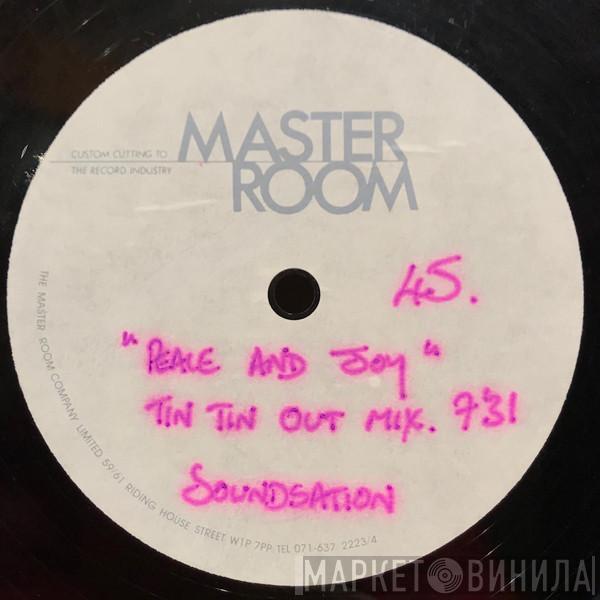 MASTER
ROOM
CUSTOM CUTTING TO
THE RECORD INDUSTRY
45.
"PEACE AND JOY"
TIN TIN OUT MIX. 7'31
SOUNDSATION
THE MASTER ROOM COMPANY LIMITED 59/61 RIDING HOUSE STREET, W1P 7PP. TEL 071-637 2223/4
МАРКЕТ ВИНИЛА